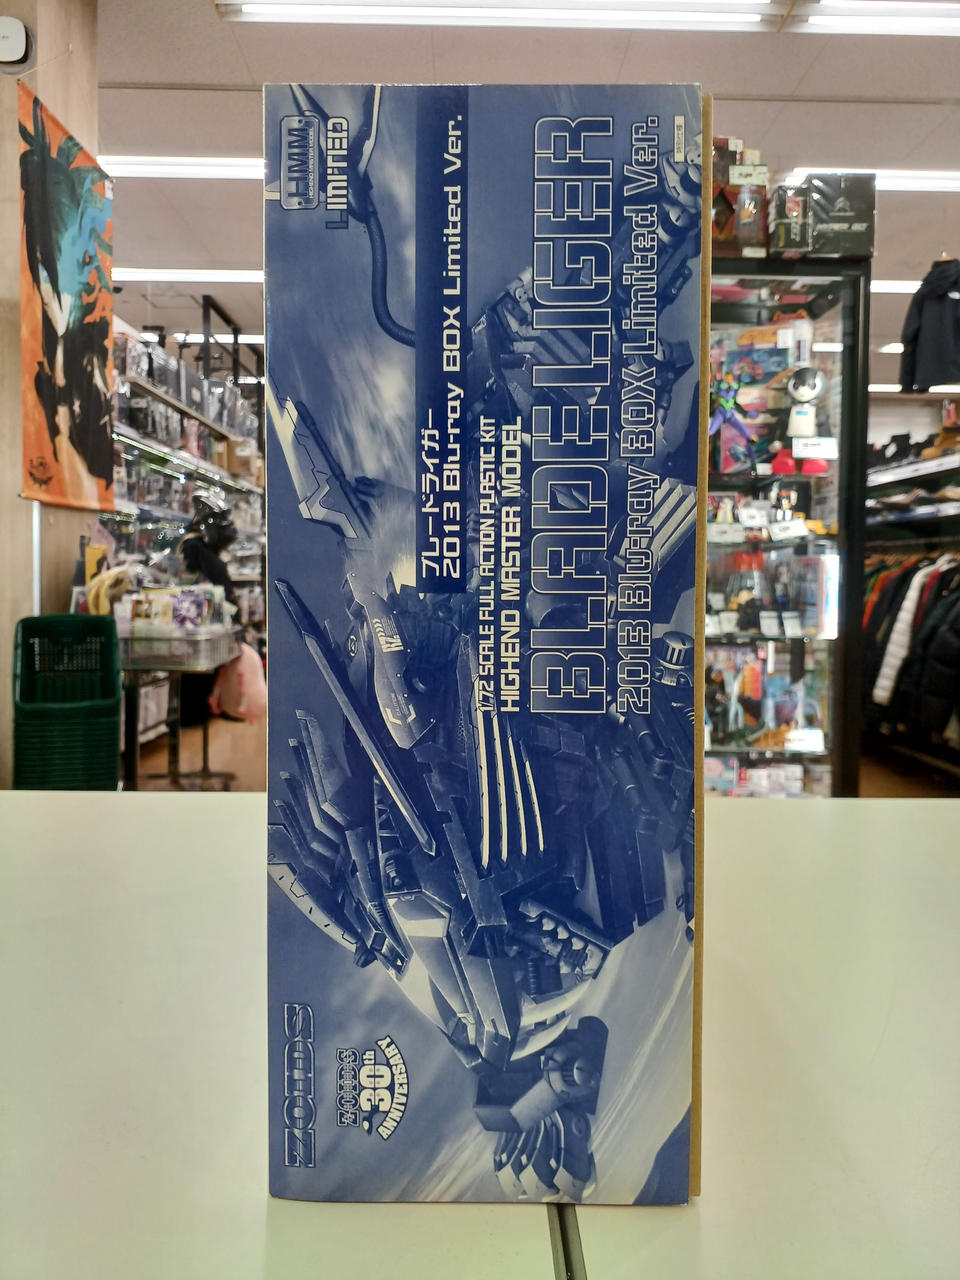 HMM
HIGHEND MASTER MODEL
LIMITED
ブレードライガー
2013 Blu-ray BOX Limited Ver.
1/72 SCALE FULL ACTION PLASTIC KIT
HIGHEND MASTER MODEL
BLADE LIGER
2013 Blu-ray BOX Limited Ver.
ZOIDS
ZOIDS
30th
ANNIVERSARY